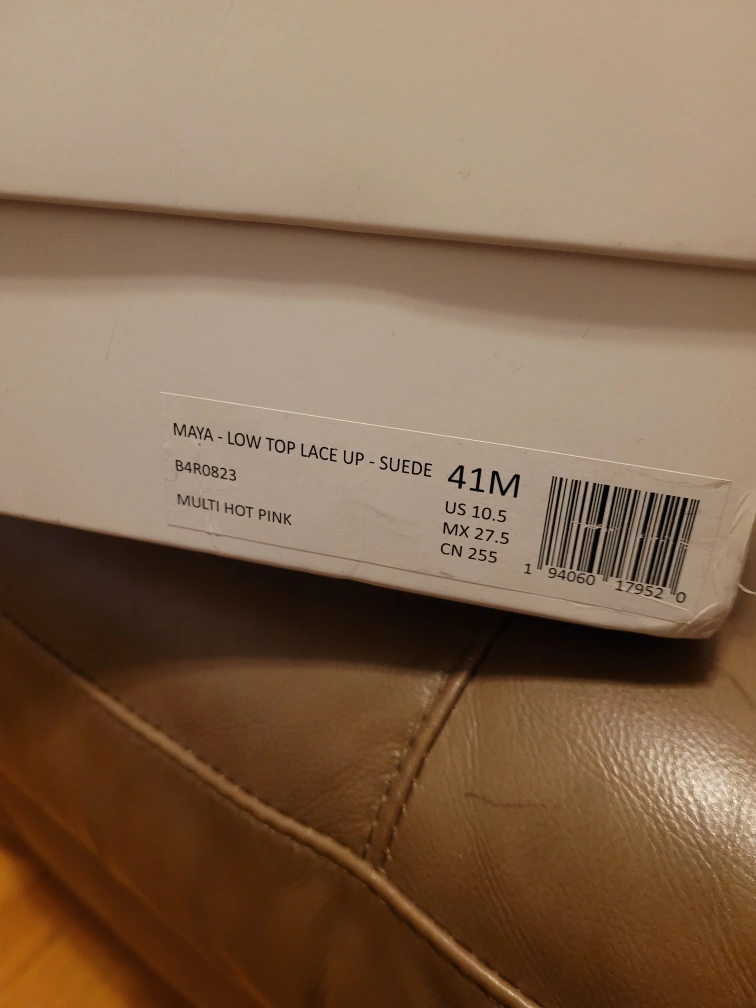 MAYA - LOW TOP LACE UP - SUEDE
B4R0823
MULTI HOT PINK
41M
US 10.5
MX 27.5
CN 255
1 94060 17952 0